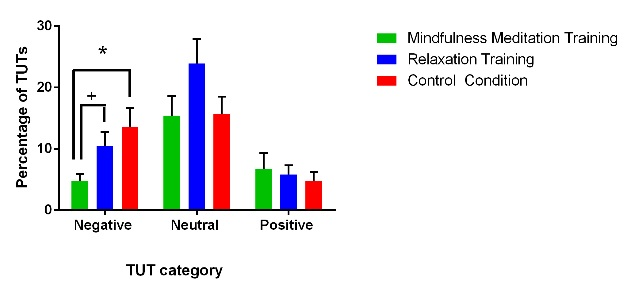 30
20
10
0
Percentage of TUTs
*
+
Negative Neutral Positive
TUT category
Mindfulness Meditation Training
Relaxation Training
Control Condition